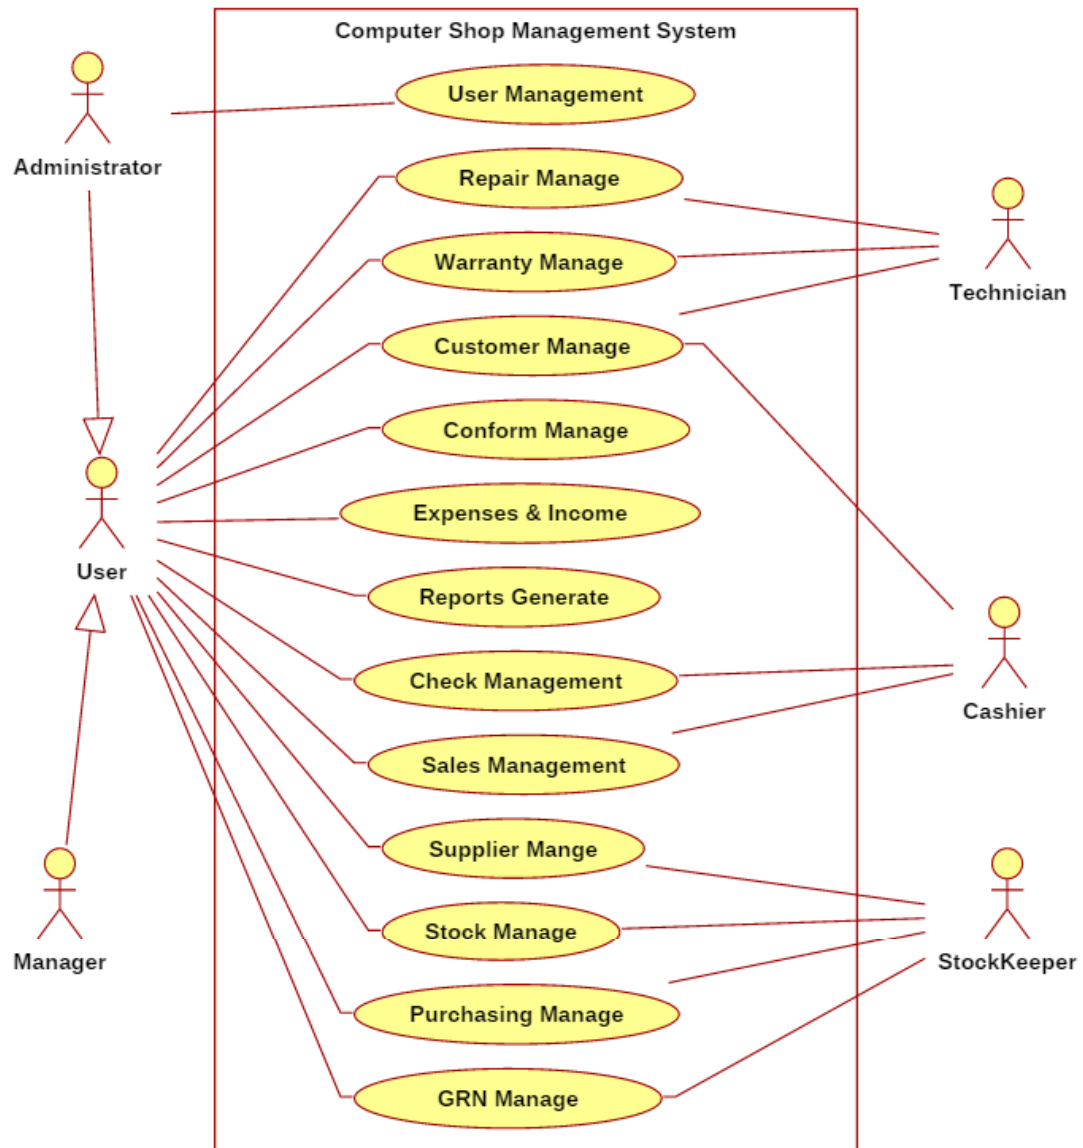 Computer Shop Management System
User Management
Administrator
Repair Manage
Technician
Warranty Manage
Customer Manage
Conform Manage
Expenses & Income
User
Reports Generate
Check Management
Cashier
Sales Management
Supplier Mange
Stock Manage
Manager
StockKeeper
Purchasing Manage
GRN Manage